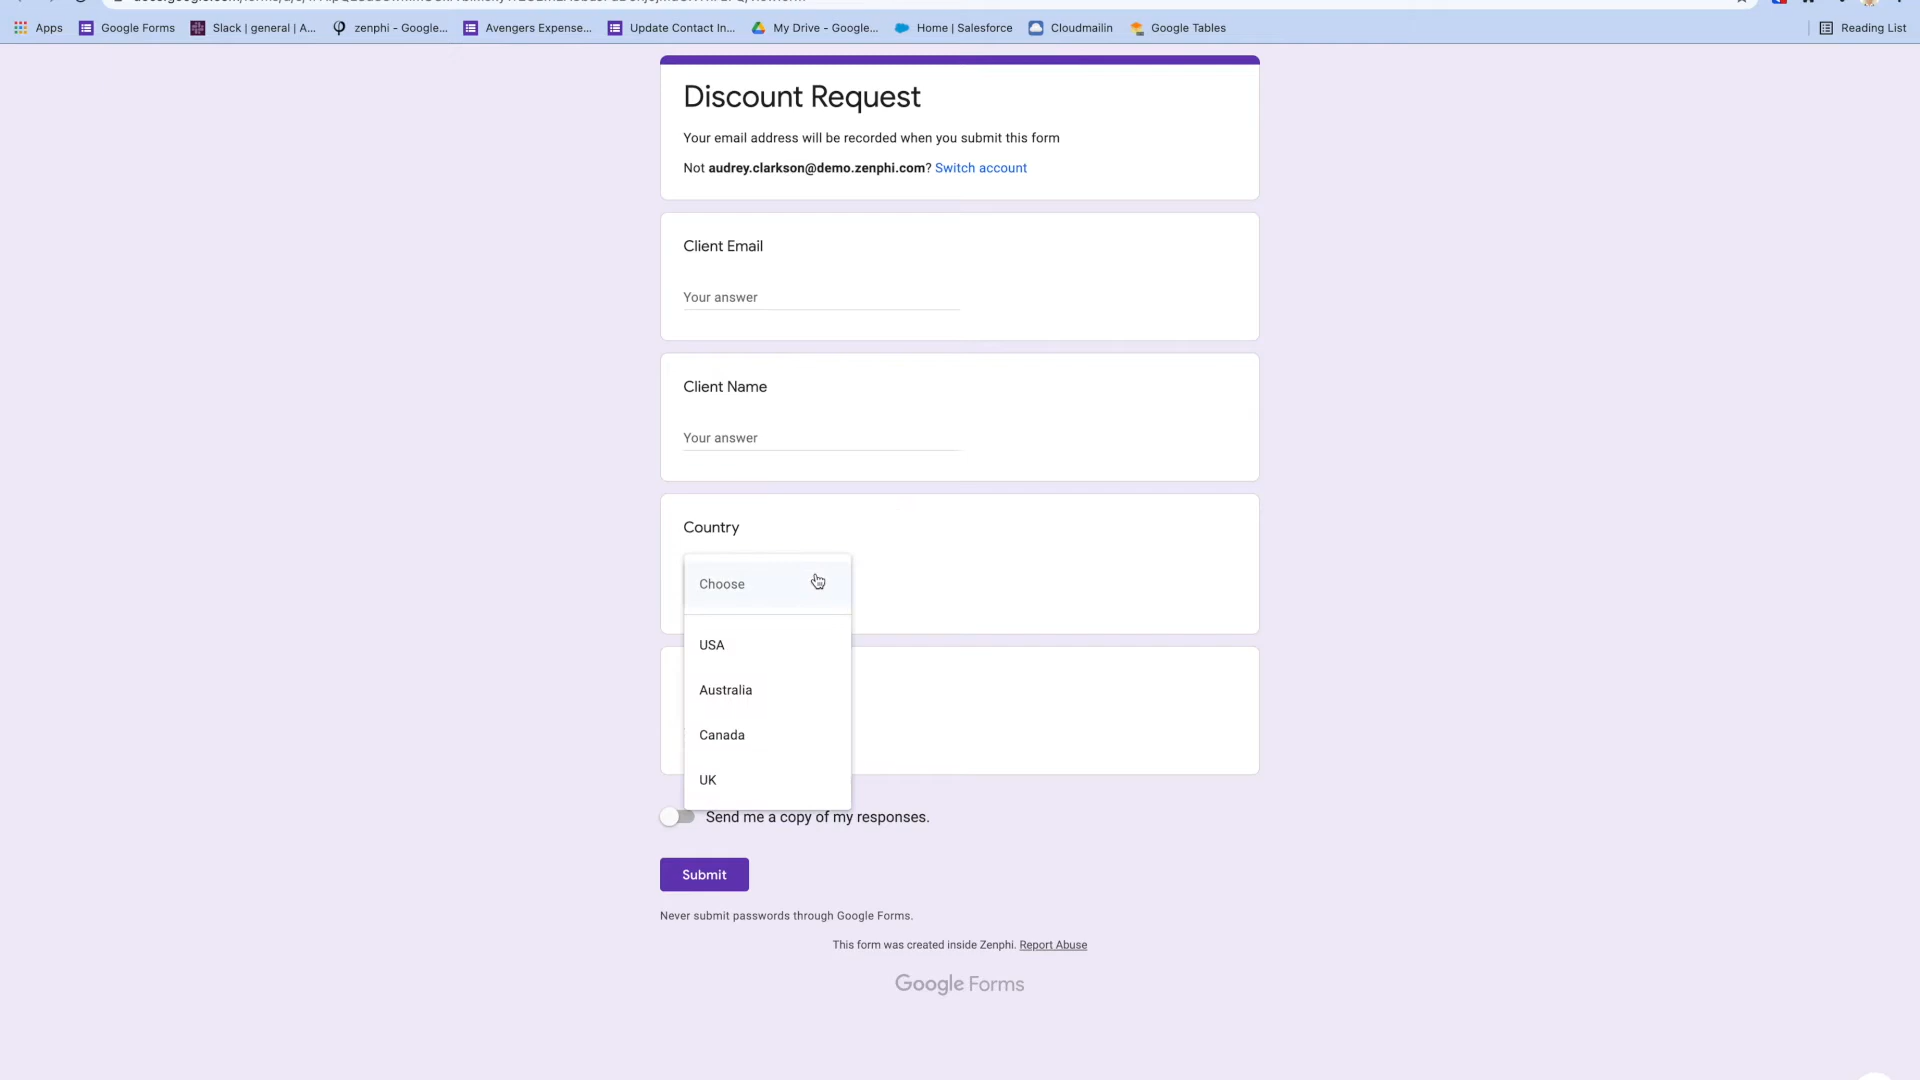 Apps
Google Forms
Slack | general | A...
zenphi - Google...
Avengers Expense...
Update Contact In...
My Drive - Google...
Home | Salesforce
Cloudmailin
Google Tables
Reading List
Discount Request
Your email address will be recorded when you submit this form
Not audrey.clarkson@demo.zenphi.com? Switch account
Client Email
Your answer
Client Name
Your answer
Country
Choose
USA
Australia
Canada
UK
Send me a copy of my responses.
Submit
Never submit passwords through Google Forms.
This form was created inside Zenphi. Report Abuse
Google Forms